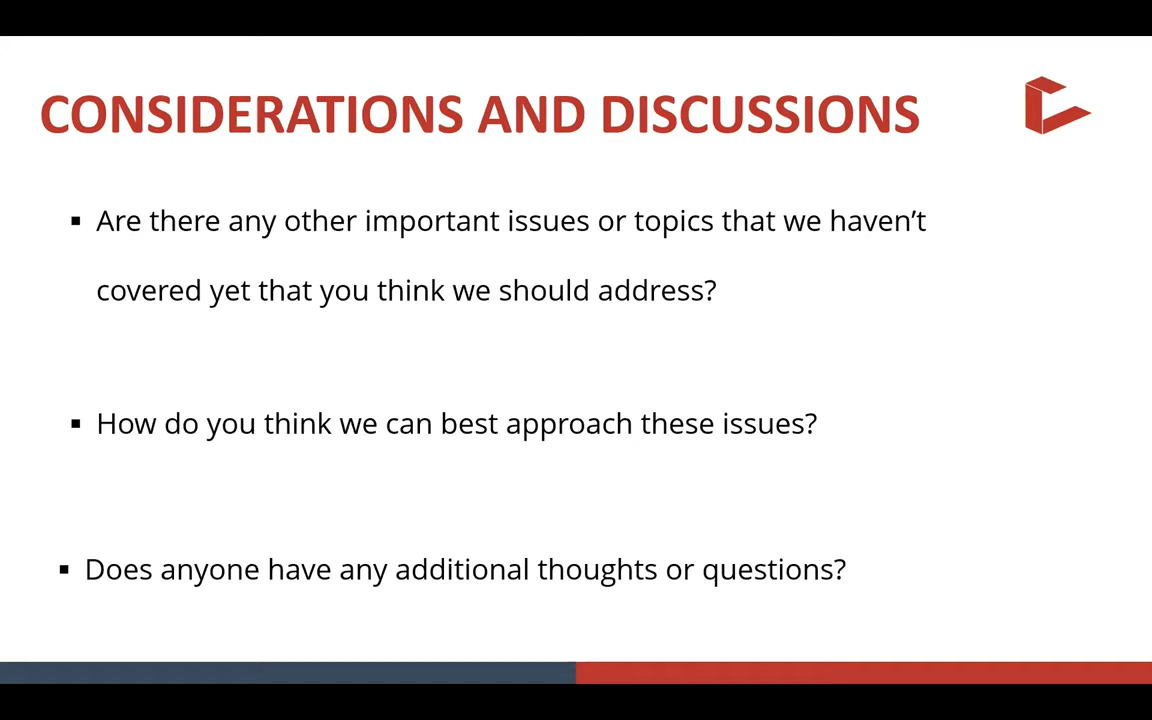 CONSIDERATIONS AND DISCUSSIONS
▪ Are there any other important issues or topics that we haven’t
covered yet that you think we should address?
▪ How do you think we can best approach these issues?
▪ Does anyone have any additional thoughts or questions?